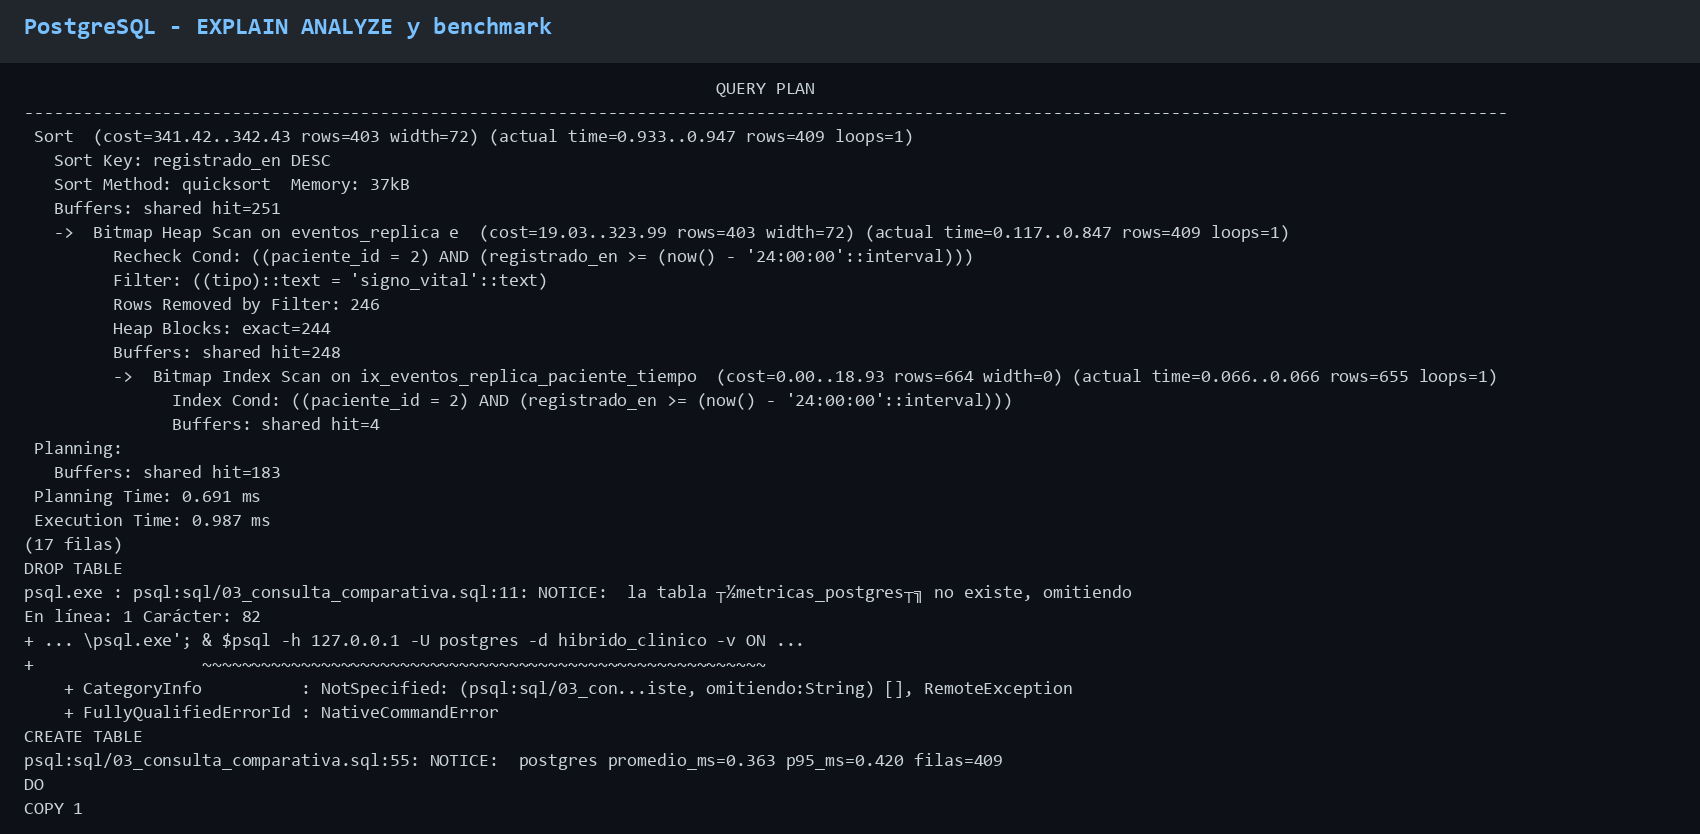 PostgreSQL - EXPLAIN ANALYZE y benchmark
QUERY PLAN
------------------------------------------------------------------------------------------------------------------------------------------------------
Sort  (cost=341.42..342.43 rows=403 width=72) (actual time=0.933..0.947 rows=409 loops=1)
Sort Key: registrado_en DESC
Sort Method: quicksort  Memory: 37kB
Buffers: shared hit=251
->  Bitmap Heap Scan on eventos_replica e  (cost=19.03..323.99 rows=403 width=72) (actual time=0.117..0.847 rows=409 loops=1)
Recheck Cond: ((paciente_id = 2) AND (registrado_en >= (now() - '24:00:00'::interval)))
Filter: ((tipo)::text = 'signo_vital'::text)
Rows Removed by Filter: 246
Heap Blocks: exact=244
Buffers: shared hit=248
->  Bitmap Index Scan on ix_eventos_replica_paciente_tiempo  (cost=0.00..18.93 rows=664 width=0) (actual time=0.066..0.066 rows=655 loops=1)
Index Cond: ((paciente_id = 2) AND (registrado_en >= (now() - '24:00:00'::interval)))
Buffers: shared hit=4
Planning:
Buffers: shared hit=183
Planning Time: 0.691 ms
Execution Time: 0.987 ms
(17 filas)
DROP TABLE
psql.exe : psql:sql/03_consulta_comparativa.sql:11: NOTICE:  la tabla ┬½metricas_postgres┬╗ no existe, omitiendo
En línea: 1 Carácter: 82
+ ... \psql.exe'; & $psql -h 127.0.0.1 -U postgres -d hibrido_clinico -v ON ...
+                 ~~~~~~~~~~~~~~~~~~~~~~~~~~~~~~~~~~~~~~~~~~~~~~~~~~~~~~~~~
+ CategoryInfo          : NotSpecified: (psql:sql/03_con...iste, omitiendo:String) [], RemoteException
+ FullyQualifiedErrorId : NativeCommandError
CREATE TABLE
psql:sql/03_consulta_comparativa.sql:55: NOTICE:  postgres promedio_ms=0.363 p95_ms=0.420 filas=409
DO
COPY 1